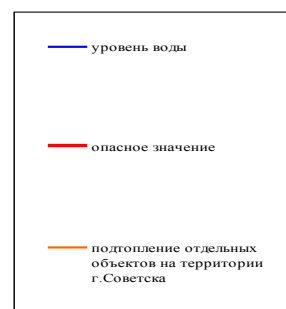 уровень воды
опасное значение
подтопление отдельных
объектов на территории
г.Советска